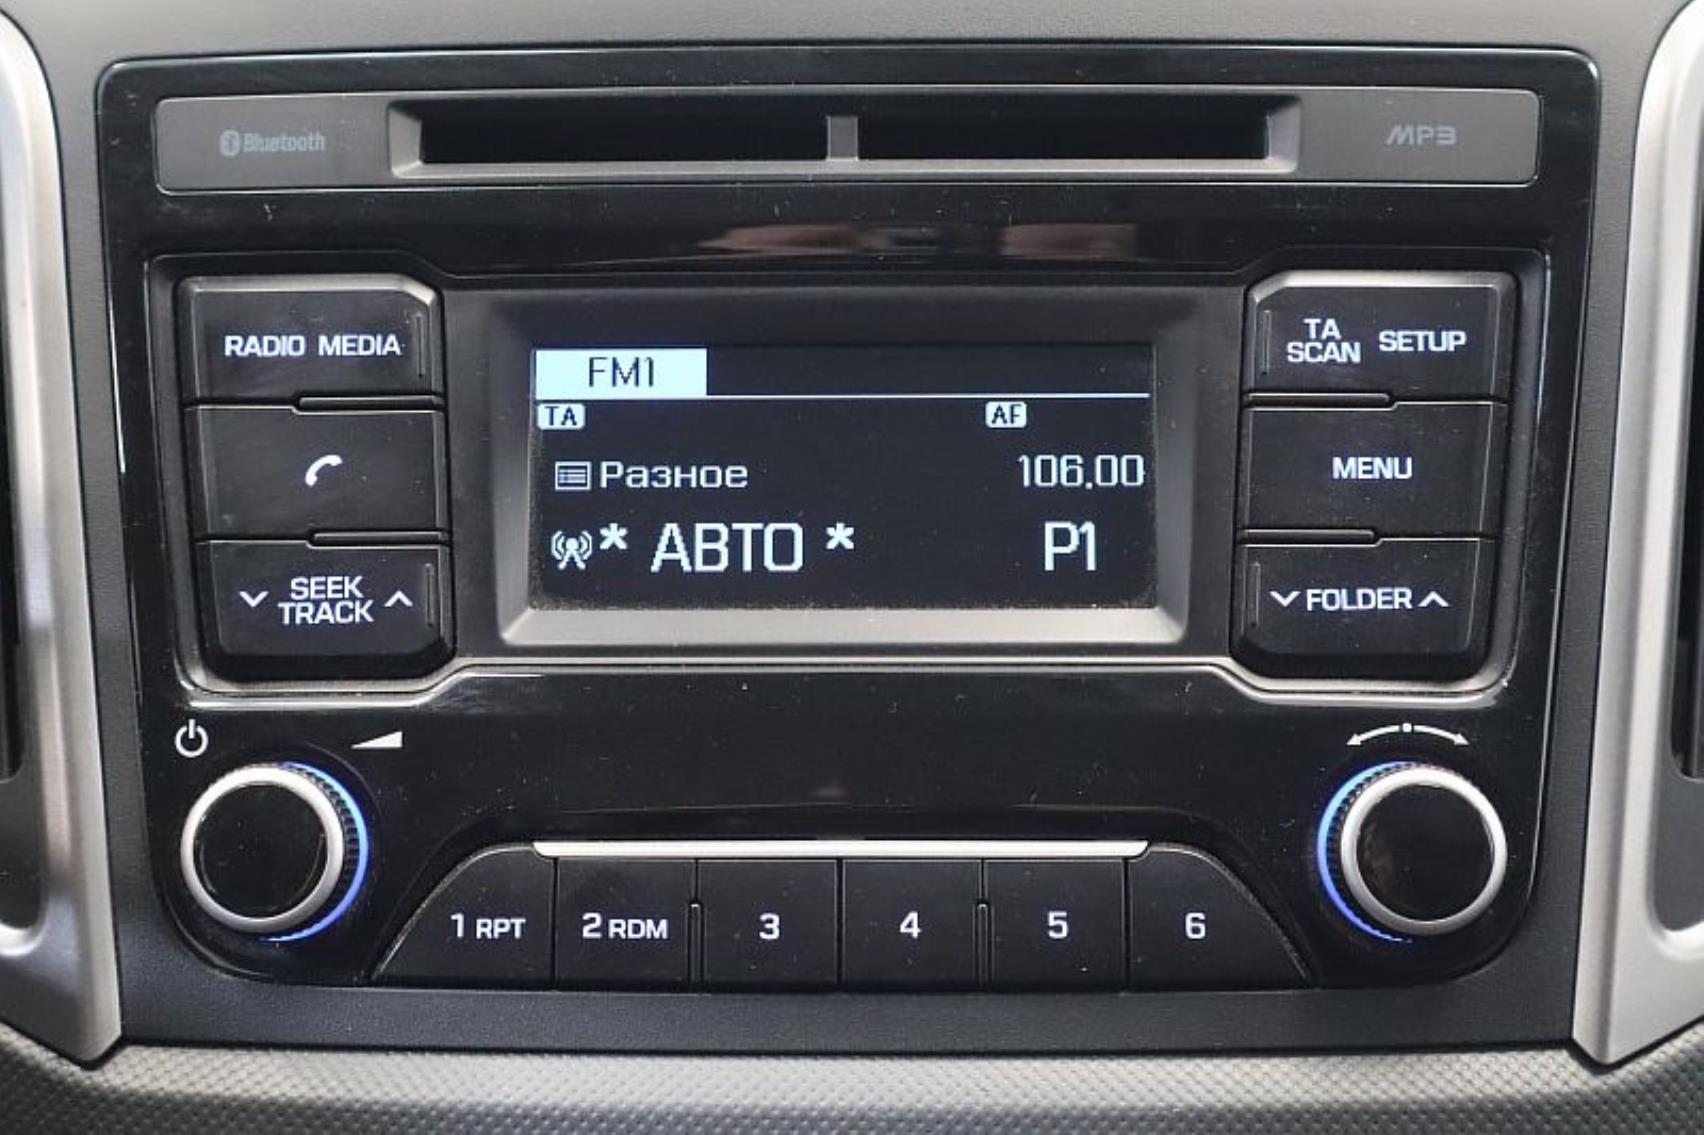 Bluetooth
MP3
RADIO MEDIA
TA
SCAN
SETUP
FM1
TA AF
Разное 106.00
* АВТО * P1
MENU
SEEK
TRACK
FOLDER
1 RPT 2 RDM 3 4 5 6